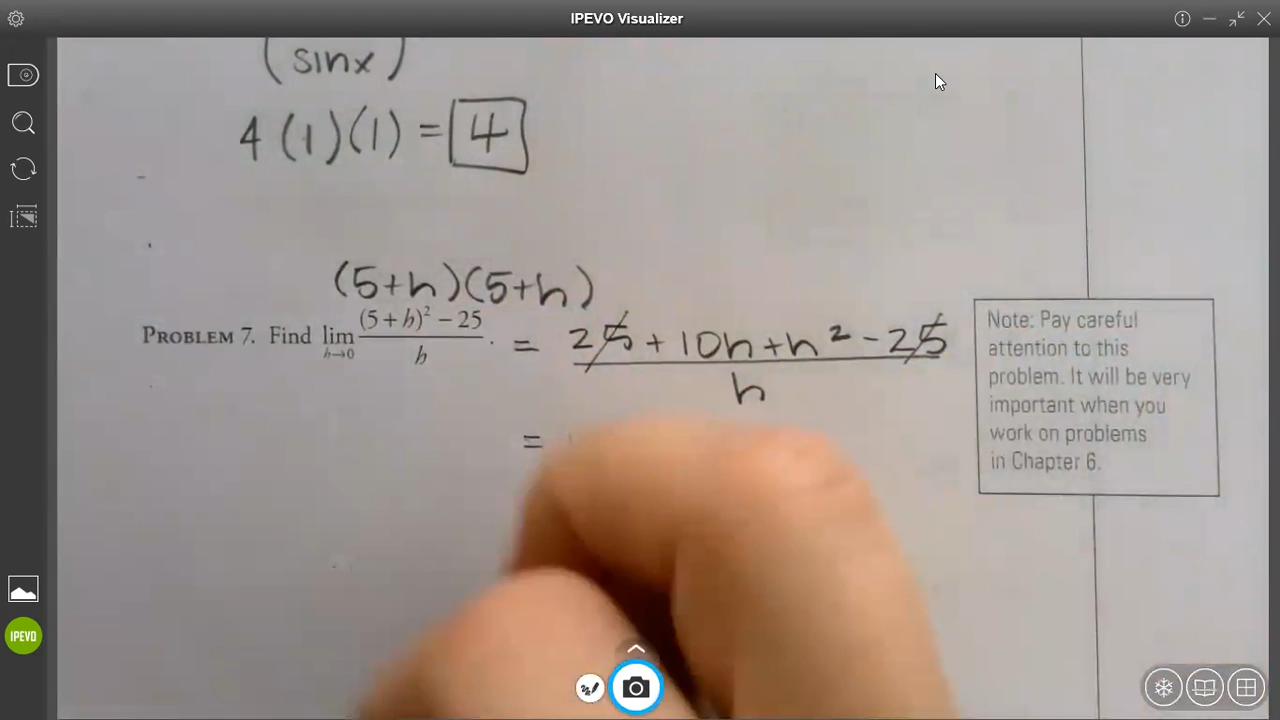 IPEVO Visualizer
(sinx)
4(1)(1) = 4
(5+h)(5+h)
PROBLEM 7. Find lim h→0 (5 + h)² − 25 / h . = 25 + 10h + h² − 25 / h
=
Note: Pay careful
attention to this
problem. It will be very
important when you
work on problems
in Chapter 6.
IPEVO